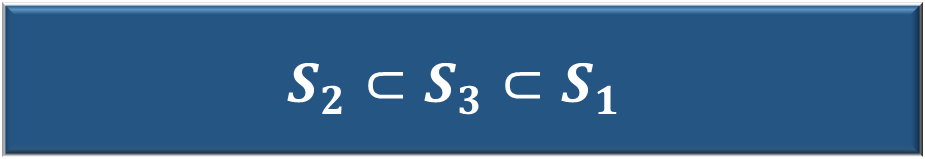 S₂ ⊂ S₃ ⊂ S₁